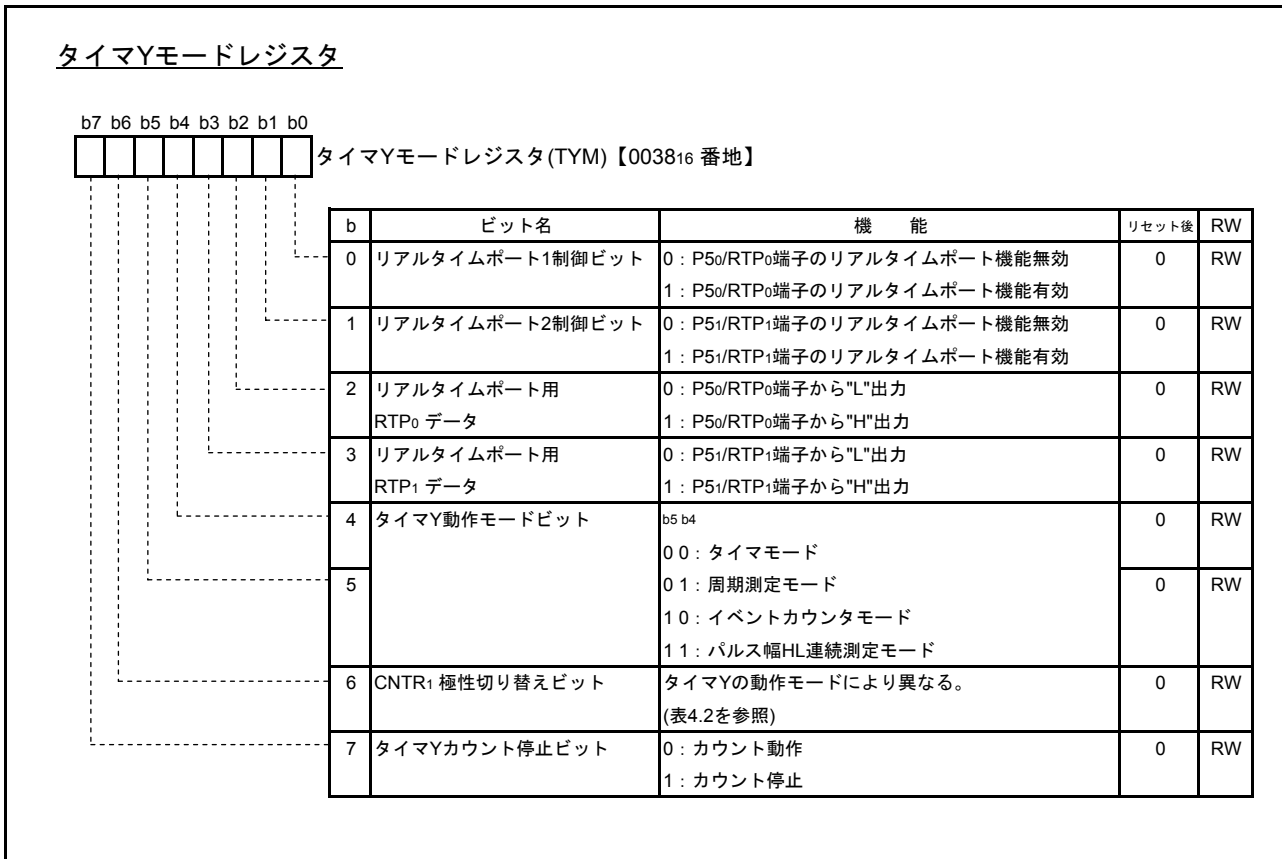 タイマYモードレジスタ
b7 b6 b5 b4 b3 b2 b1 b0
タイマYモードレジスタ(TYM)【003816 番地】
b ビット名 機 能 リセット後 RW
0 リアルタイムポート1制御ビット 0：P50/RTP0端子のリアルタイムポート機能無効 0 RW
1：P50/RTP0端子のリアルタイムポート機能有効
1 リアルタイムポート2制御ビット 0：P51/RTP1端子のリアルタイムポート機能無効 0 RW
1：P51/RTP1端子のリアルタイムポート機能有効
2 リアルタイムポート用 0：P50/RTP0端子から"L"出力 0 RW
RTP0 データ 1：P50/RTP0端子から"H"出力
3 リアルタイムポート用 0：P51/RTP1端子から"L"出力 0 RW
RTP1 データ 1：P51/RTP1端子から"H"出力
4 タイマY動作モードビット b5 b4 0 RW
0 0：タイマモード
5 0 1：周期測定モード 0 RW
1 0：イベントカウンタモード
1 1：パルス幅HL連続測定モード
6 CNTR1 極性切り替えビット タイマYの動作モードにより異なる。 0 RW
(表4.2を参照)
7 タイマYカウント停止ビット 0：カウント動作 0 RW
1：カウント停止